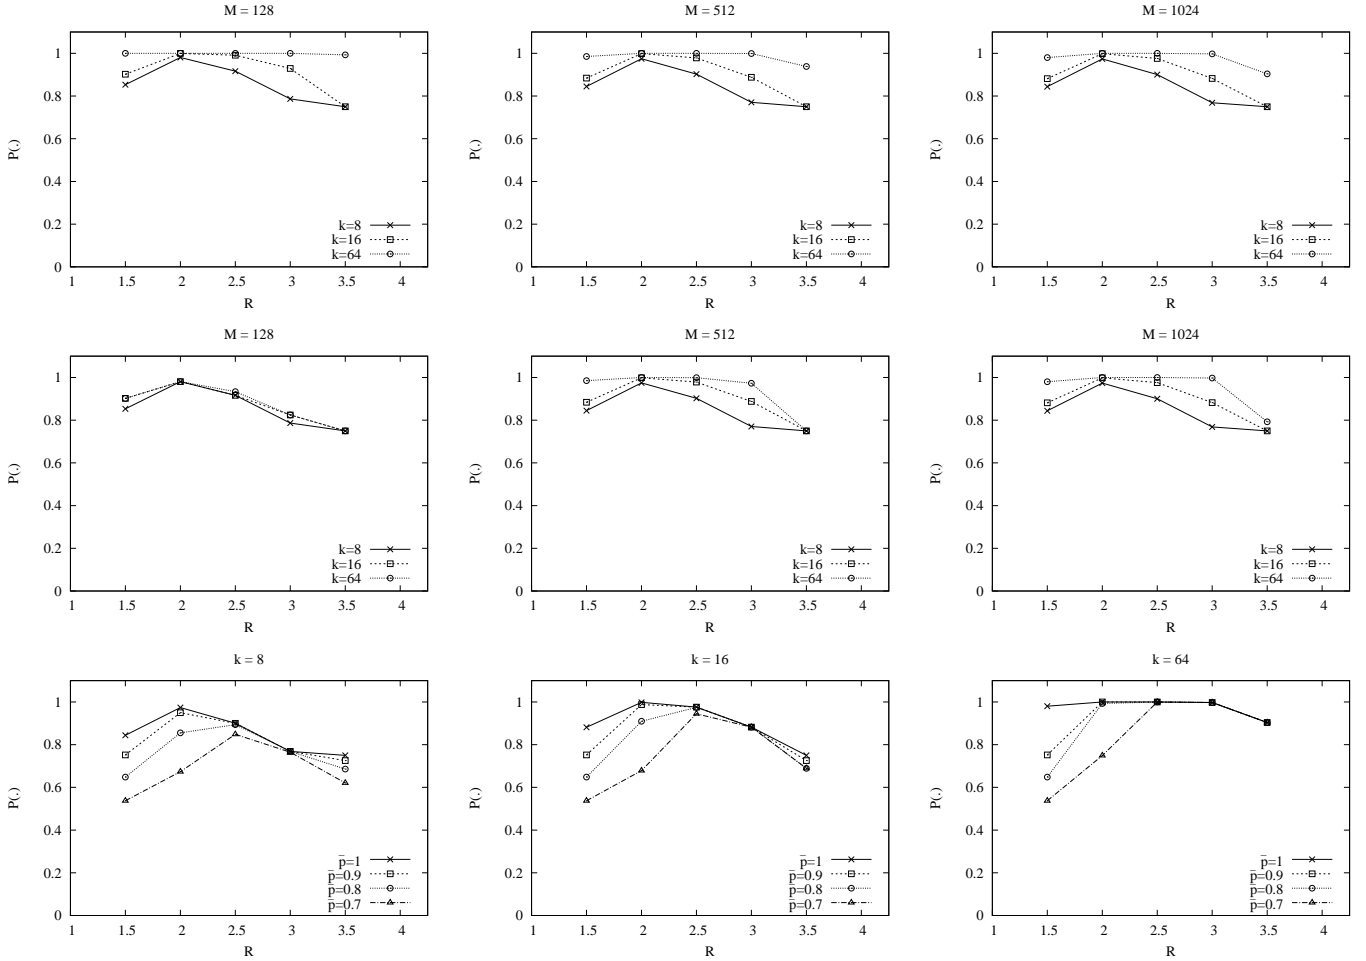 M = 128
1
0.8
0.6
0.4
0.2
0
P(.)
k=8
k=16
k=64
1 1.5 2 2.5 3 3.5 4
R
M = 512
1
0.8
0.6
0.4
0.2
0
P(.)
k=8
k=16
k=64
1 1.5 2 2.5 3 3.5 4
R
M = 1024
1
0.8
0.6
0.4
0.2
0
P(.)
k=8
k=16
k=64
1 1.5 2 2.5 3 3.5 4
R
M = 128
1
0.8
0.6
0.4
0.2
0
P(.)
k=8
k=16
k=64
1 1.5 2 2.5 3 3.5 4
R
M = 512
1
0.8
0.6
0.4
0.2
0
P(.)
k=8
k=16
k=64
1 1.5 2 2.5 3 3.5 4
R
M = 1024
1
0.8
0.6
0.4
0.2
0
P(.)
k=8
k=16
k=64
1 1.5 2 2.5 3 3.5 4
R
k = 8
1
0.8
0.6
0.4
0.2
0
P(.)
p̄=1
p̄=0.9
p̄=0.8
p̄=0.7
1 1.5 2 2.5 3 3.5 4
R
k = 16
1
0.8
0.6
0.4
0.2
0
P(.)
p̄=1
p̄=0.9
p̄=0.8
p̄=0.7
1 1.5 2 2.5 3 3.5 4
R
k = 64
1
0.8
0.6
0.4
0.2
0
P(.)
p̄=1
p̄=0.9
p̄=0.8
p̄=0.7
1 1.5 2 2.5 3 3.5 4
R